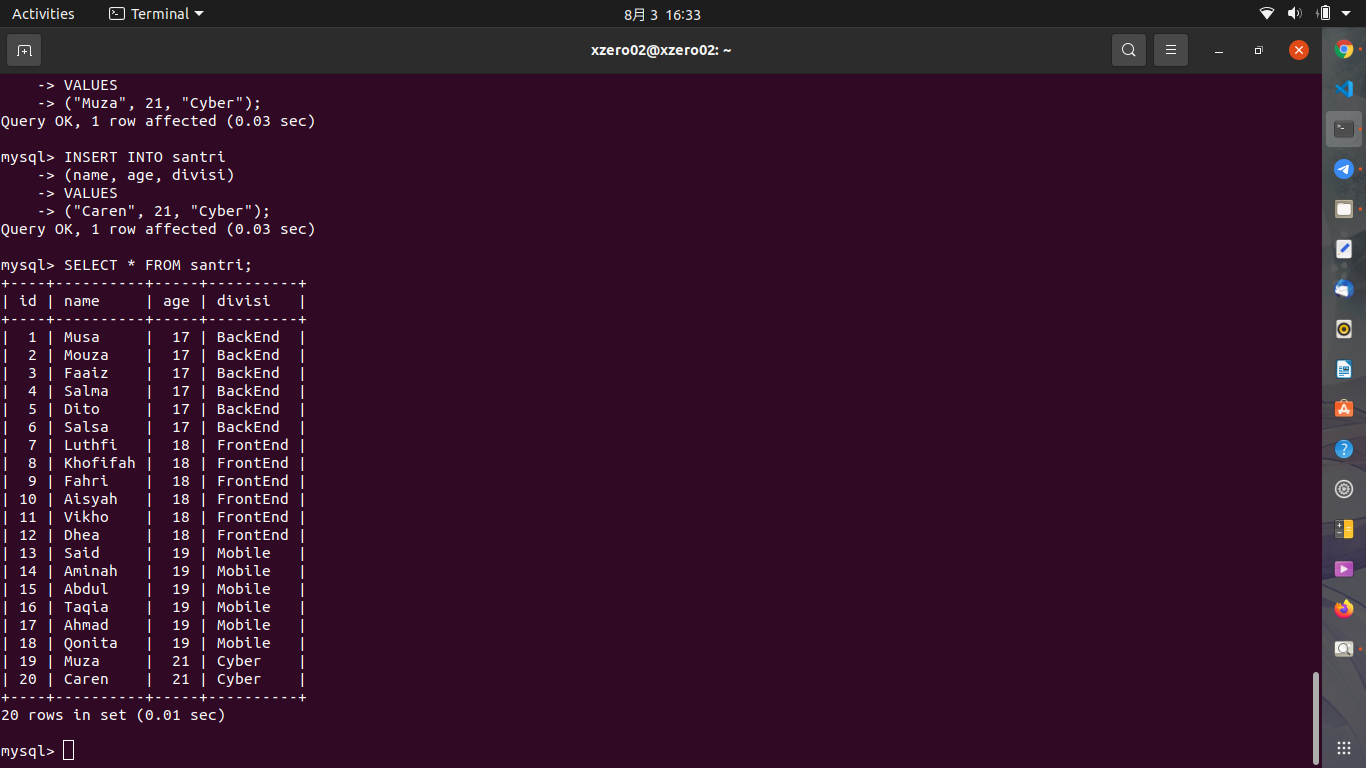 Activities
Terminal
8月 3 16:33
xzero02@xzero02: ~
    -> VALUES
    -> ("Muza", 21, "Cyber");
Query OK, 1 row affected (0.03 sec)
mysql> INSERT INTO santri
    -> (name, age, divisi)
    -> VALUES
    -> ("Caren", 21, "Cyber");
Query OK, 1 row affected (0.03 sec)
mysql> SELECT * FROM santri;
+----+----------+-----+----------+
| id | name     | age | divisi   |
+----+----------+-----+----------+
|  1 | Musa     |  17 | BackEnd  |
|  2 | Mouza    |  17 | BackEnd  |
|  3 | Faaiz    |  17 | BackEnd  |
|  4 | Salma    |  17 | BackEnd  |
|  5 | Dito     |  17 | BackEnd  |
|  6 | Salsa    |  17 | BackEnd  |
|  7 | Luthfi   |  18 | FrontEnd |
|  8 | Khofifah |  18 | FrontEnd |
|  9 | Fahri    |  18 | FrontEnd |
| 10 | Aisyah   |  18 | FrontEnd |
| 11 | Vikho    |  18 | FrontEnd |
| 12 | Dhea     |  18 | FrontEnd |
| 13 | Said     |  19 | Mobile   |
| 14 | Aminah   |  19 | Mobile   |
| 15 | Abdul    |  19 | Mobile   |
| 16 | Taqia    |  19 | Mobile   |
| 17 | Ahmad    |  19 | Mobile   |
| 18 | Qonita   |  19 | Mobile   |
| 19 | Muza     |  21 | Cyber    |
| 20 | Caren    |  21 | Cyber    |
+----+----------+-----+----------+
20 rows in set (0.01 sec)
mysql>